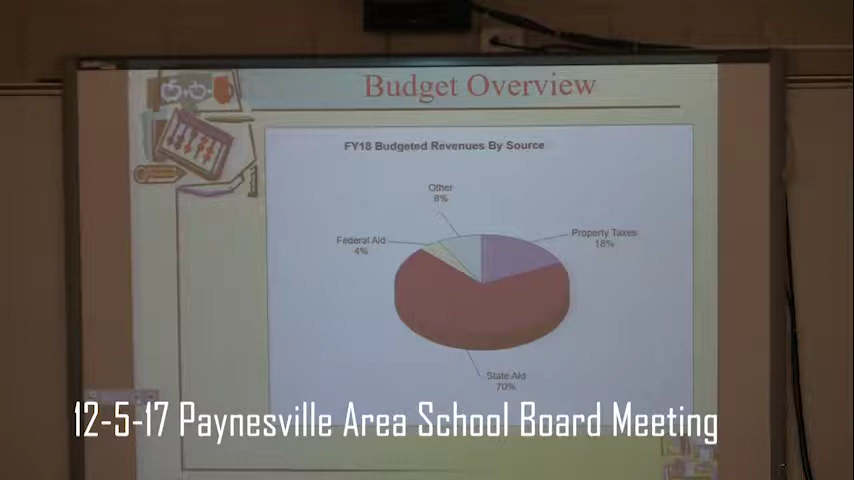 Budget Overview
FY18 Budgeted Revenues By Source
Other
8%
Federal Aid
4%
Property Taxes
18%
State Aid
70%
12-5-17 Paynesville Area School Board Meeting